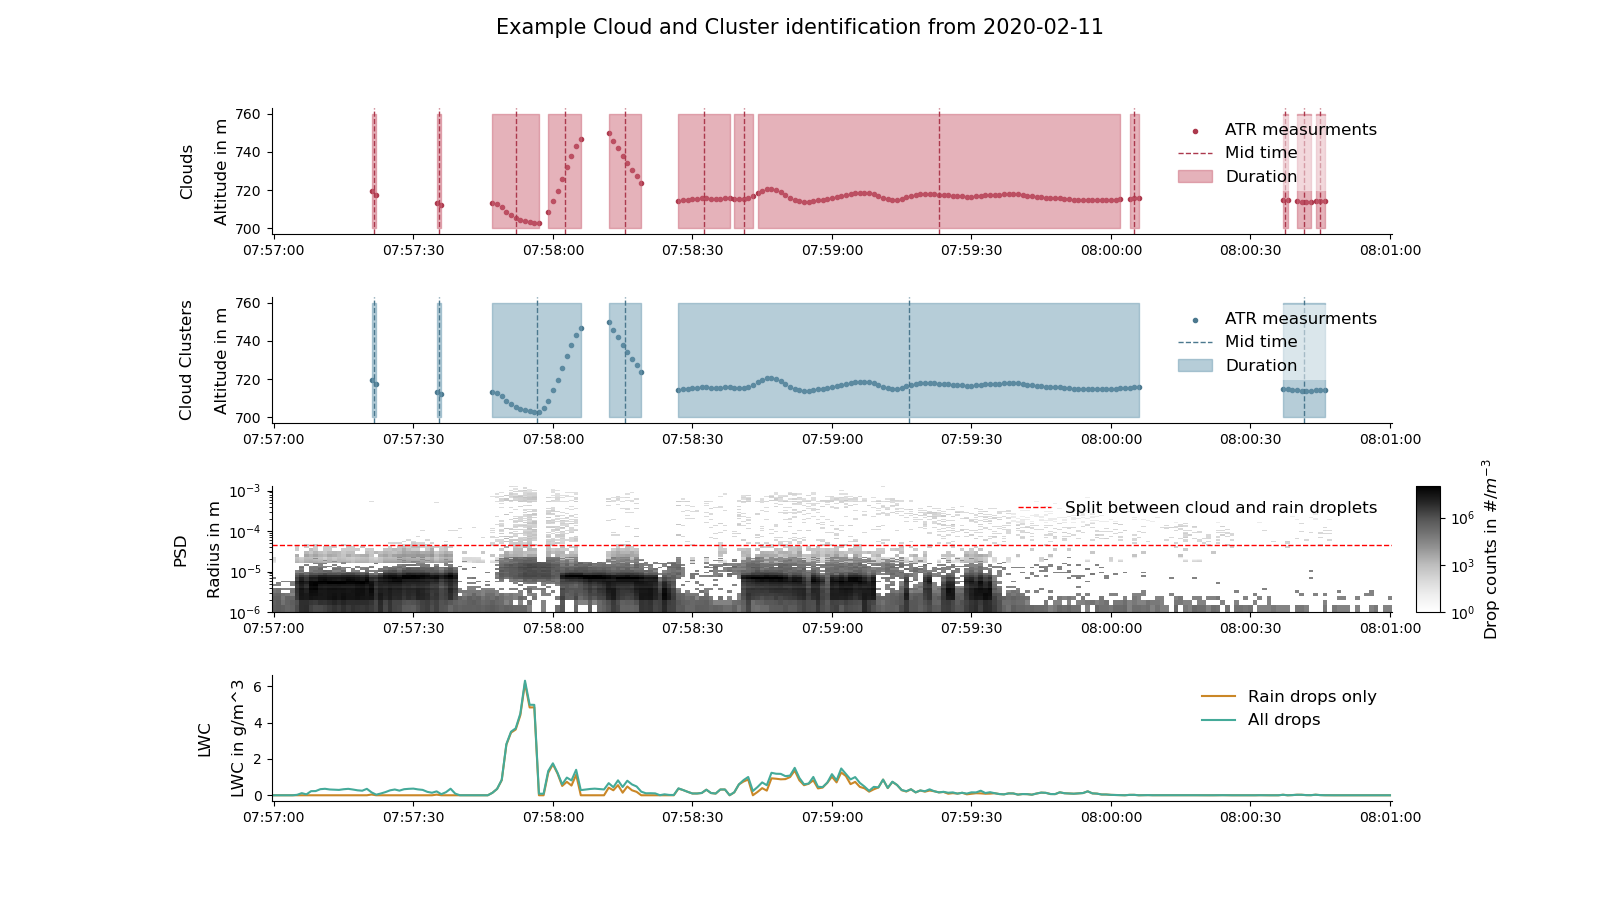 Example Cloud and Cluster identification from 2020-02-11
Clouds
Altitude in m
760
740
720
700
ATR measurments
Mid time
Duration
07:57:00 07:57:30 07:58:00 07:58:30 07:59:00 07:59:30 08:00:00 08:00:30 08:01:00
Cloud Clusters
Altitude in m
760
740
720
700
ATR measurments
Mid time
Duration
07:57:00 07:57:30 07:58:00 07:58:30 07:59:00 07:59:30 08:00:00 08:00:30 08:01:00
PSD
Radius in m
10⁻³
10⁻⁴
10⁻⁵
10⁻⁶
Split between cloud and rain droplets
07:57:00 07:57:30 07:58:00 07:58:30 07:59:00 07:59:30 08:00:00 08:00:30 08:01:00
10⁶
10³
10⁰
Drop counts in #/m⁻³
LWC
LWC in g/m^3
6
4
2
0
Rain drops only
All drops
07:57:00 07:57:30 07:58:00 07:58:30 07:59:00 07:59:30 08:00:00 08:00:30 08:01:00